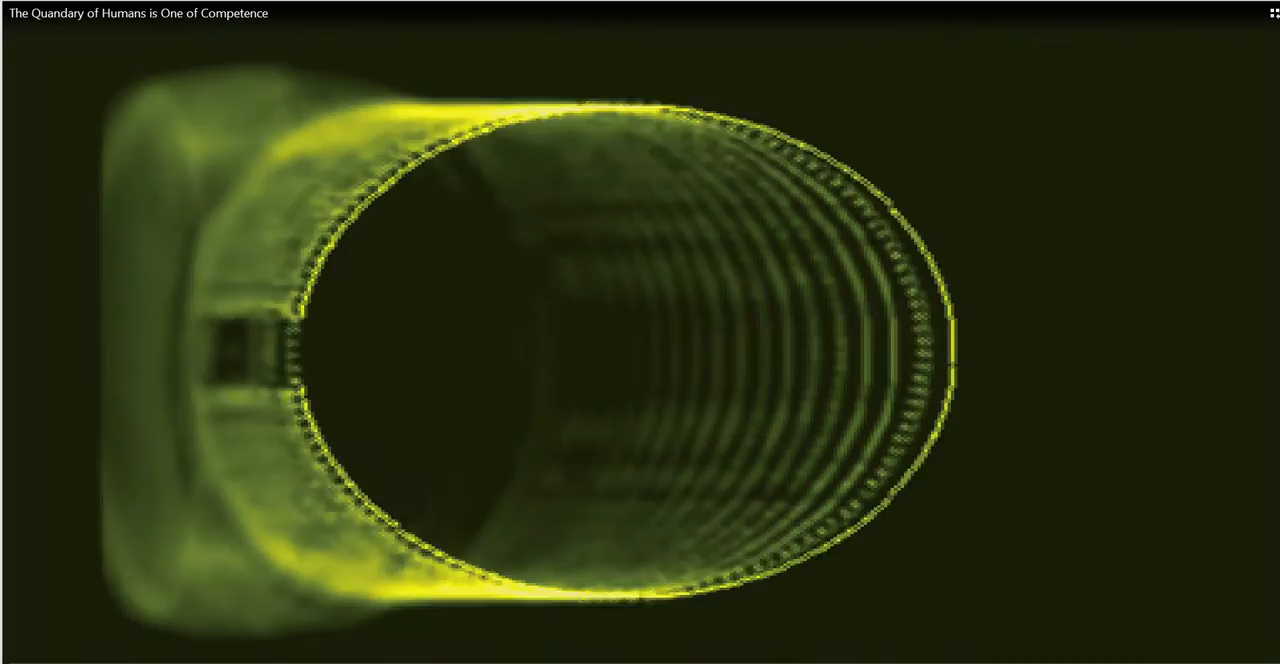 The Quandary of Humans is One of Competence